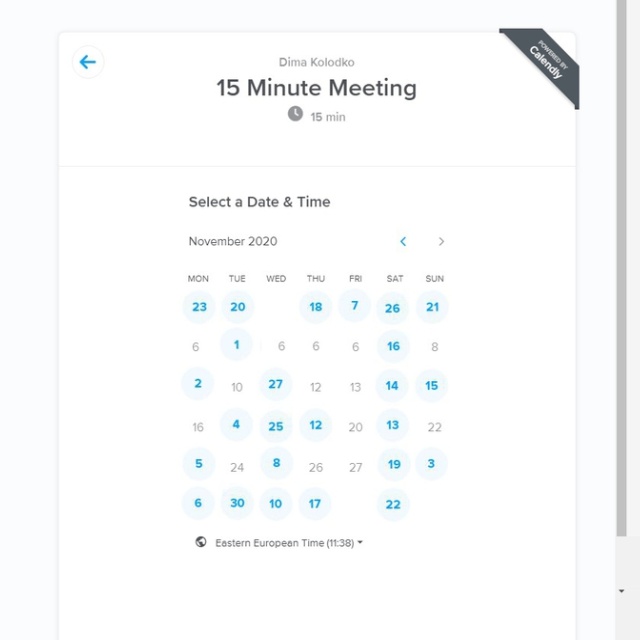 Dima Kolodko
POWERED BY
Calendly
15 Minute Meeting
15 min
Select a Date & Time
November 2020
MON TUE WED THU FRI SAT SUN
23 20 18 7 26 21
6 1 6 6 6 16 8
2 10 27 12 13 14 15
16 4 25 12 20 13 22
5 24 8 26 27 19 3
6 30 10 17 22
Eastern European Time (11:38)